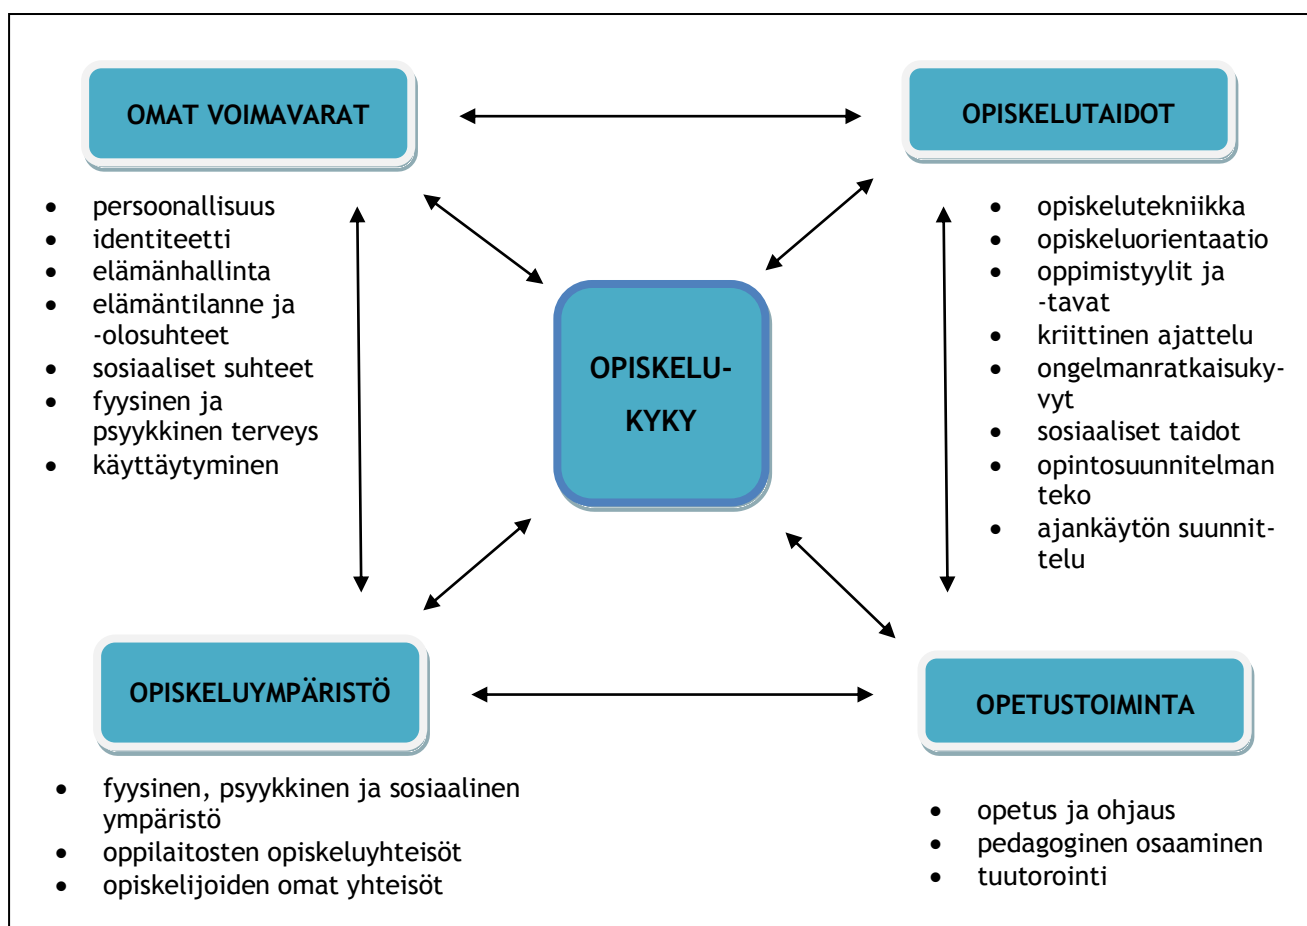 OMAT VOIMAVARAT
• persoonallisuus
• identiteetti
• elämänhallinta
• elämäntilanne ja
-olosuhteet
• sosiaaliset suhteet
• fyysinen ja
psyykkinen terveys
• käyttäytyminen
OPISKELUTAIDOT
• opiskelutekniikka
• opiskeluorientaatio
• oppimistyylit ja
-tavat
• kriittinen ajattelu
• ongelmanratkaisuky-
vyt
• sosiaaliset taidot
• opintosuunnitelman
teko
• ajankäytön suunnit-
telu
OPISKELU-
KYKY
OPISKELUYMPÄRISTÖ
• fyysinen, psyykkinen ja sosiaalinen
ympäristö
• oppilaitosten opiskeluyhteisöt
• opiskelijoiden omat yhteisöt
OPETUSTOIMINTA
• opetus ja ohjaus
• pedagoginen osaaminen
• tuutorointi